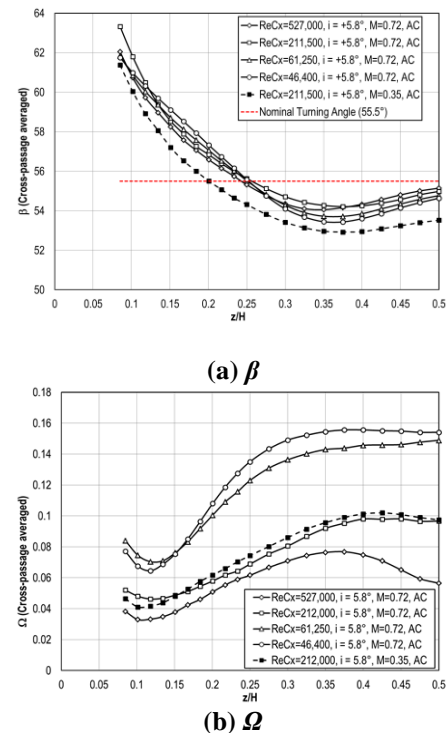 64
62
60
58
56
54
52
50
β (Cross-passage averaged)
ReCx=527,000, i = +5.8°, M=0.72, AC
ReCx=211,500, i = +5.8°, M=0.72, AC
ReCx=61,250, i = +5.8°, M=0.72, AC
ReCx=46,400, i = +5.8°, M=0.72, AC
ReCx=211,500, i = +5.8°, M=0.35, AC
Nominal Turning Angle (55.5°)
0 0.05 0.1 0.15 0.2 0.25 0.3 0.35 0.4 0.45 0.5
z/H
(a) β
0.18
0.16
0.14
0.12
0.1
0.08
0.06
0.04
0.02
0
Ω (Cross-passage averaged)
ReCx=527,000, i = 5.8°, M=0.72, AC
ReCx=212,000, i = 5.8°, M=0.72, AC
ReCx=61,250, i = 5.8°, M=0.72, AC
ReCx=46,400, i = 5.8°, M=0.72, AC
ReCx=212,000, i = 5.8°, M=0.35, AC
0 0.05 0.1 0.15 0.2 0.25 0.3 0.35 0.4 0.45 0.5
z/H
(b) Ω